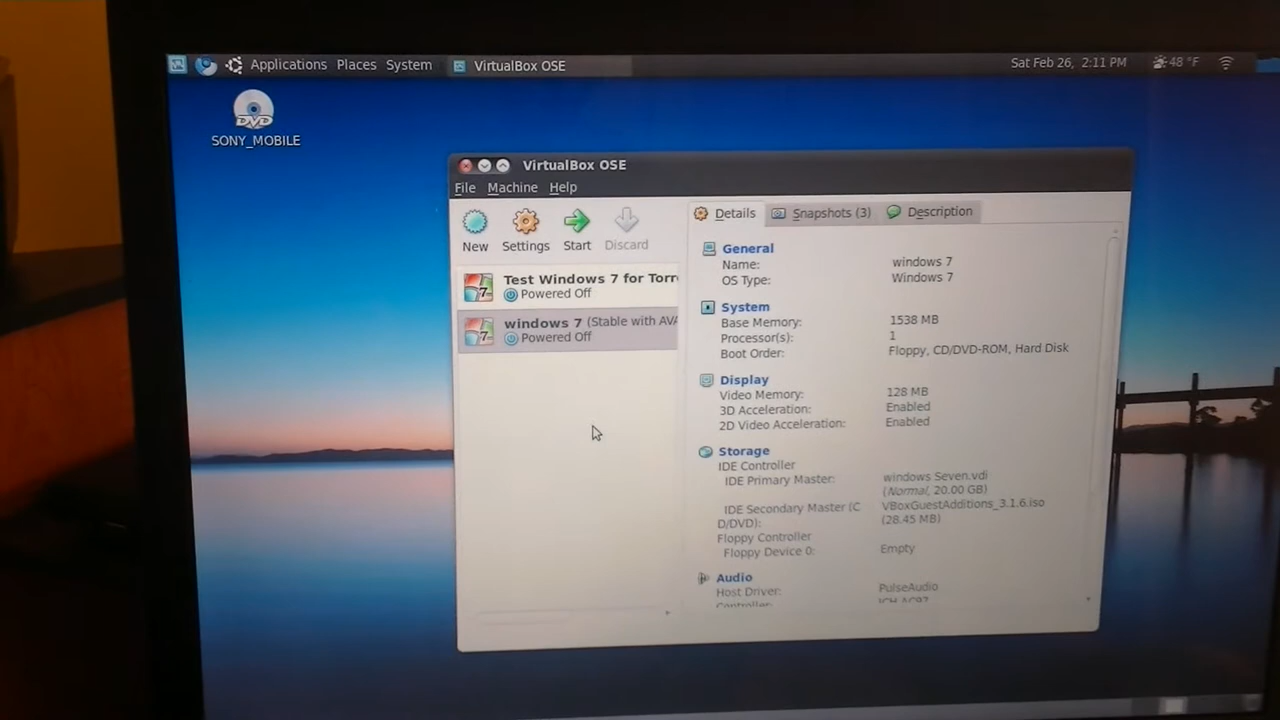 Applications Places System VirtualBox OSE Sat Feb 26, 2:11 PM 48 °F
DVD
SONY_MOBILE
VirtualBox OSE
File Machine Help
New Settings Start Discard
Details Snapshots (3) Description
Test Windows 7 for Torr
Powered Off
windows 7 (Stable with AVA
Powered Off
General
Name: windows 7
OS Type: Windows 7
System
Base Memory: 1538 MB
Processor(s): 1
Boot Order: Floppy, CD/DVD-ROM, Hard Disk
Display
Video Memory: 128 MB
3D Acceleration: Enabled
2D Video Acceleration: Enabled
Storage
IDE Controller
IDE Primary Master: windows Seven.vdi
(Normal, 20.00 GB)
IDE Secondary Master (C VBoxGuestAdditions_3.1.6.iso
D/DVD): (28.45 MB)
Floppy Controller
Floppy Device 0: Empty
Audio
Host Driver: PulseAudio
Controller: ICH AC97